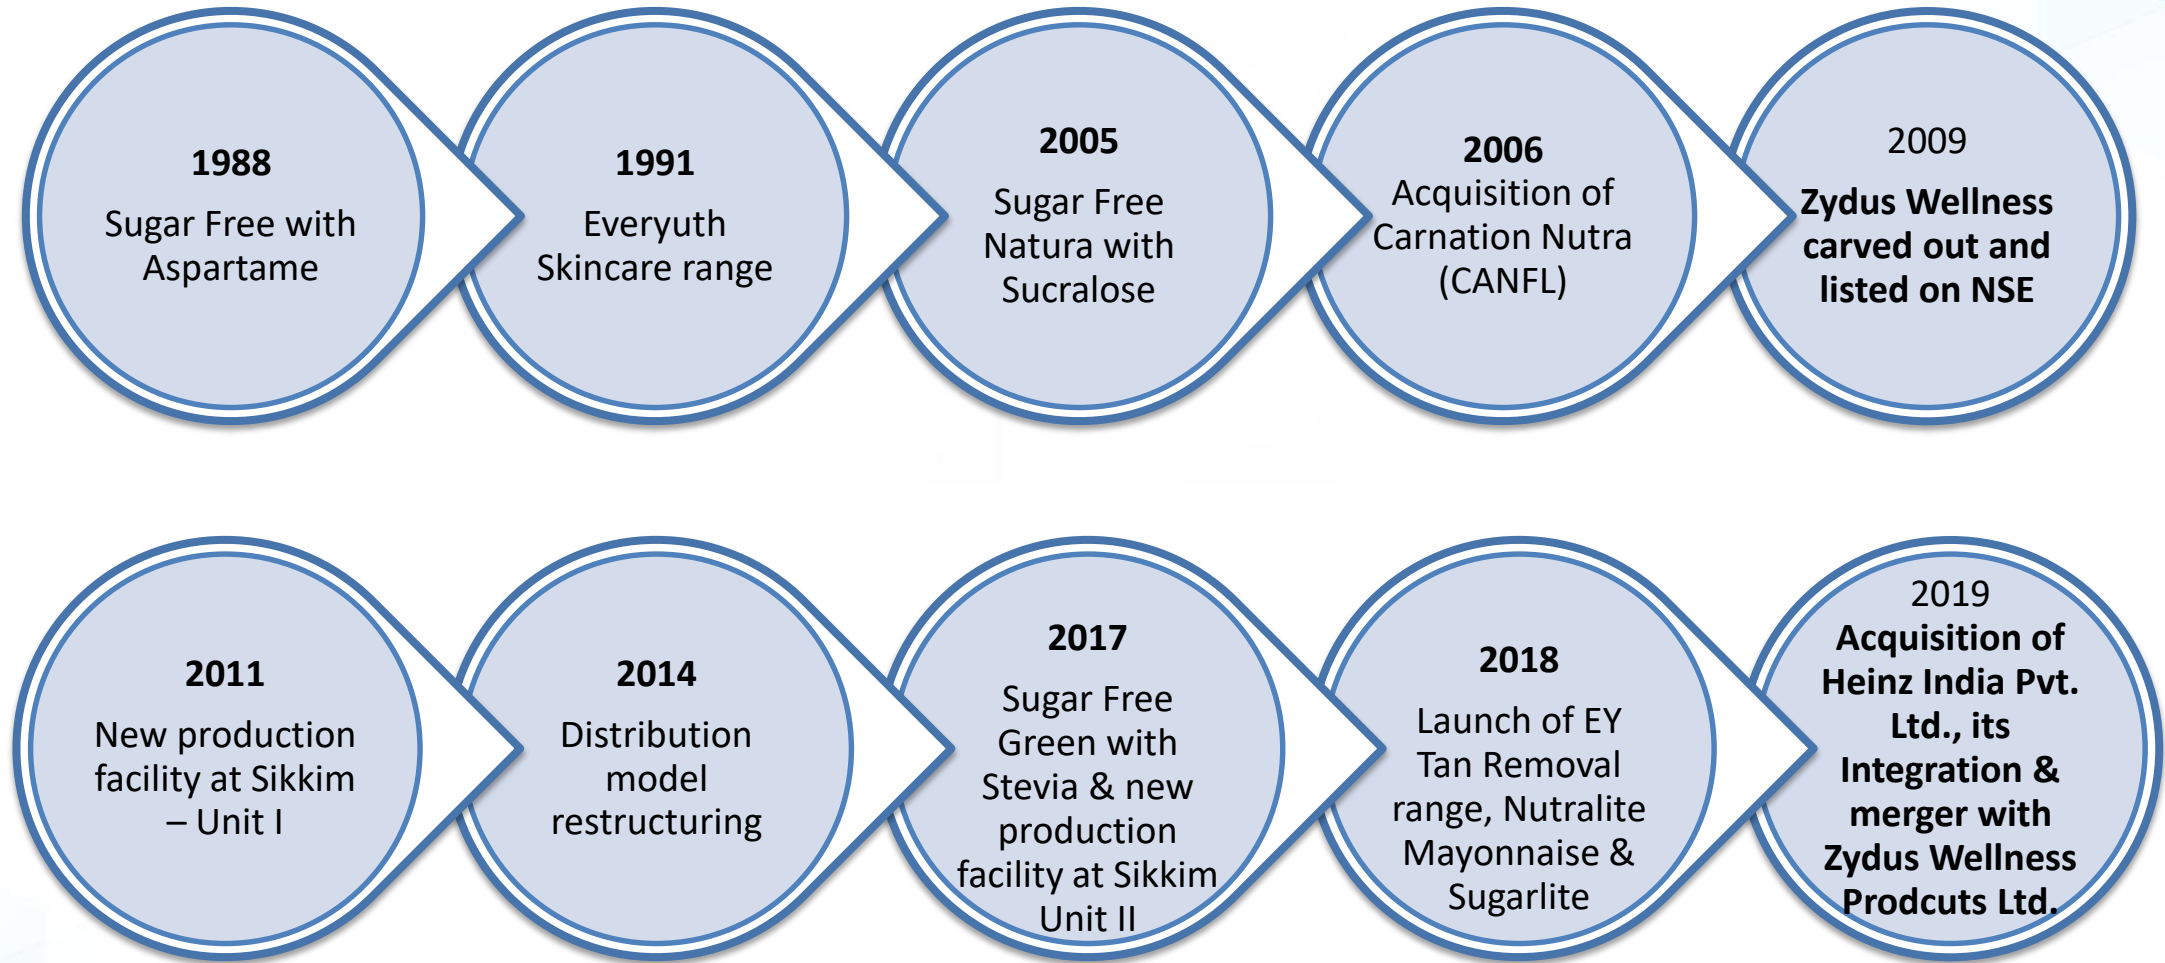 1988
Sugar Free with
Aspartame
1991
Everyuth
Skincare range
2005
Sugar Free
Natura with
Sucralose
2006
Acquisition of
Carnation Nutra
(CANFL)
2009
Zydus Wellness
carved out and
listed on NSE
2011
New production
facility at Sikkim
– Unit I
2014
Distribution
model
restructuring
2017
Sugar Free
Green with
Stevia & new
production
facility at Sikkim
Unit II
2018
Launch of EY
Tan Removal
range, Nutralite
Mayonnaise &
Sugarlite
2019
Acquisition of
Heinz India Pvt.
Ltd., its
Integration &
merger with
Zydus Wellness
Prodcuts Ltd.